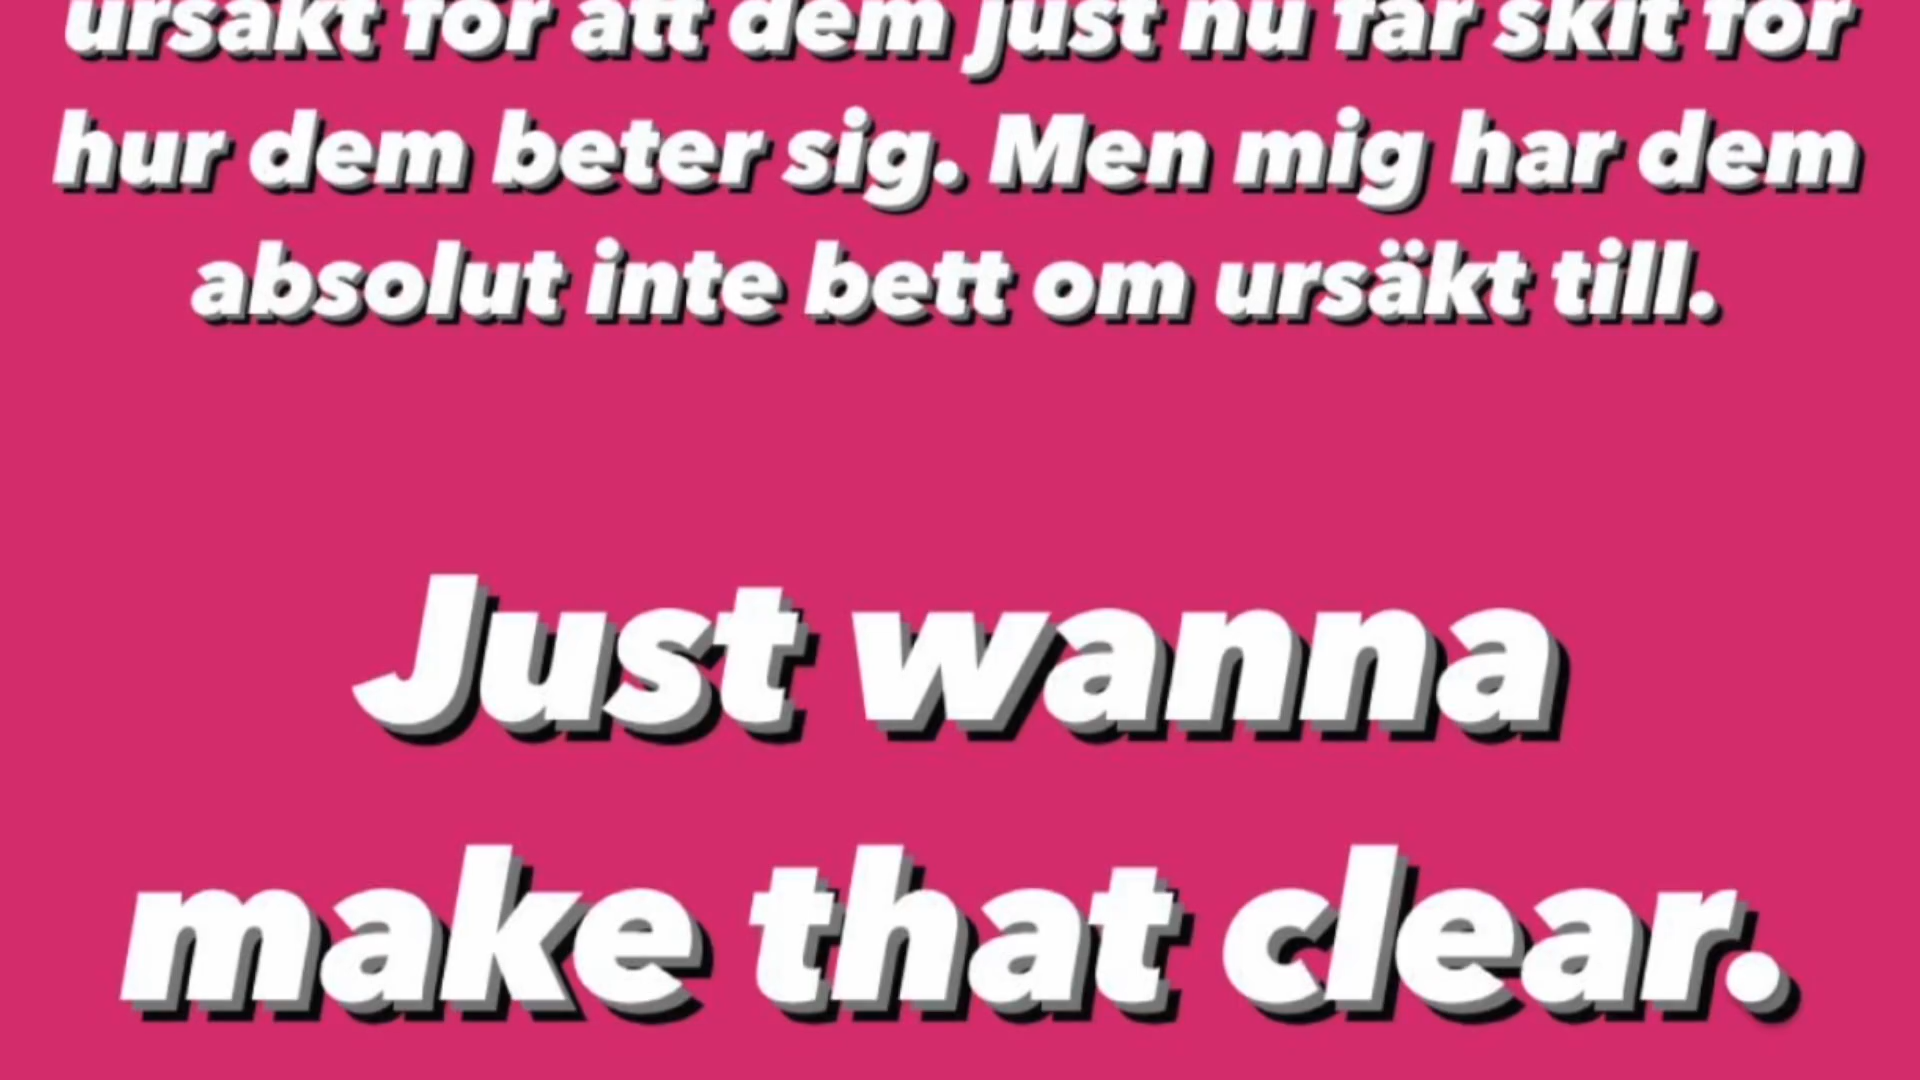 ursäkt för att dem just nu får skit för
hur dem beter sig. Men mig har dem
absolut inte bett om ursäkt till.
Just wanna
make that clear.